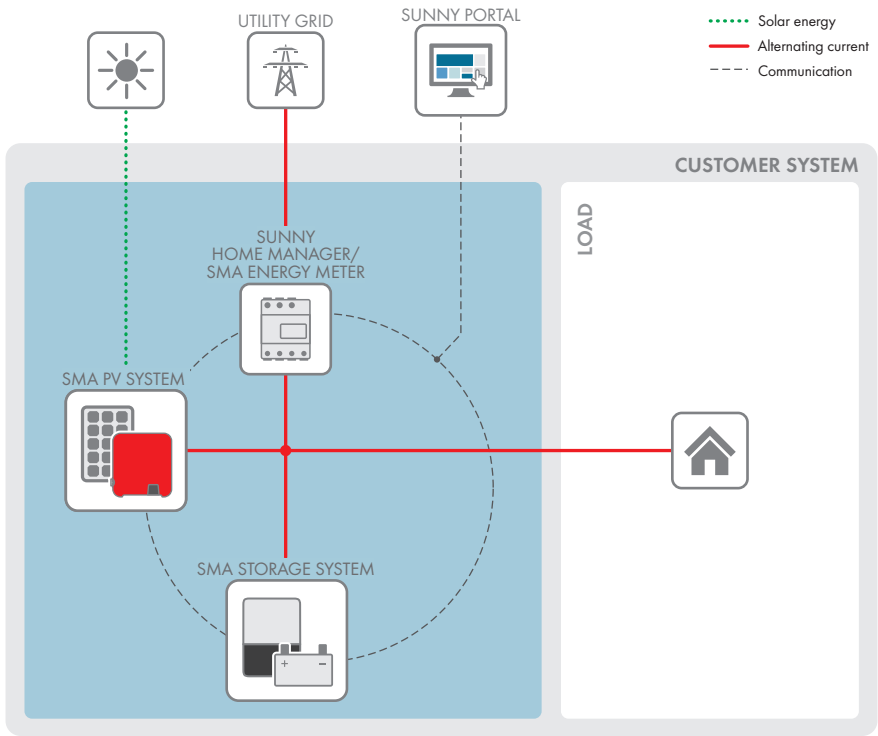 UTILITY GRID
SUNNY PORTAL
Solar energy
Alternating current
Communication
CUSTOMER SYSTEM
LOAD
SUNNY
HOME MANAGER/
SMA ENERGY METER
SMA PV SYSTEM
SMA STORAGE SYSTEM
+ −